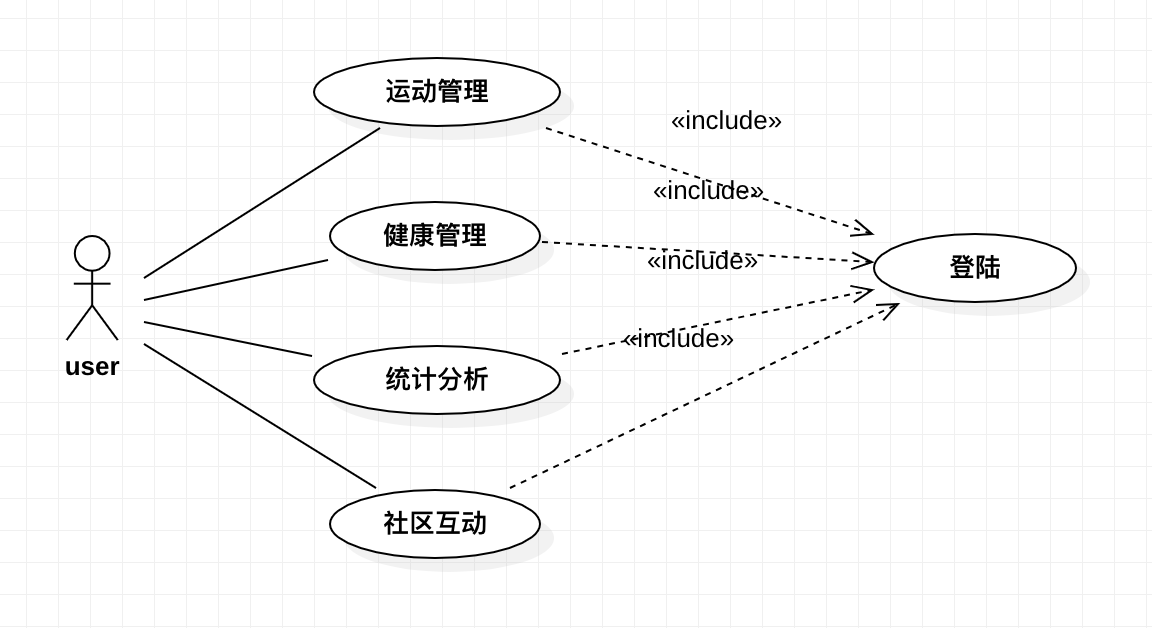 运动管理
«include»
«include»
健康管理
«include»
登陆
«include»
user
统计分析
社区互动